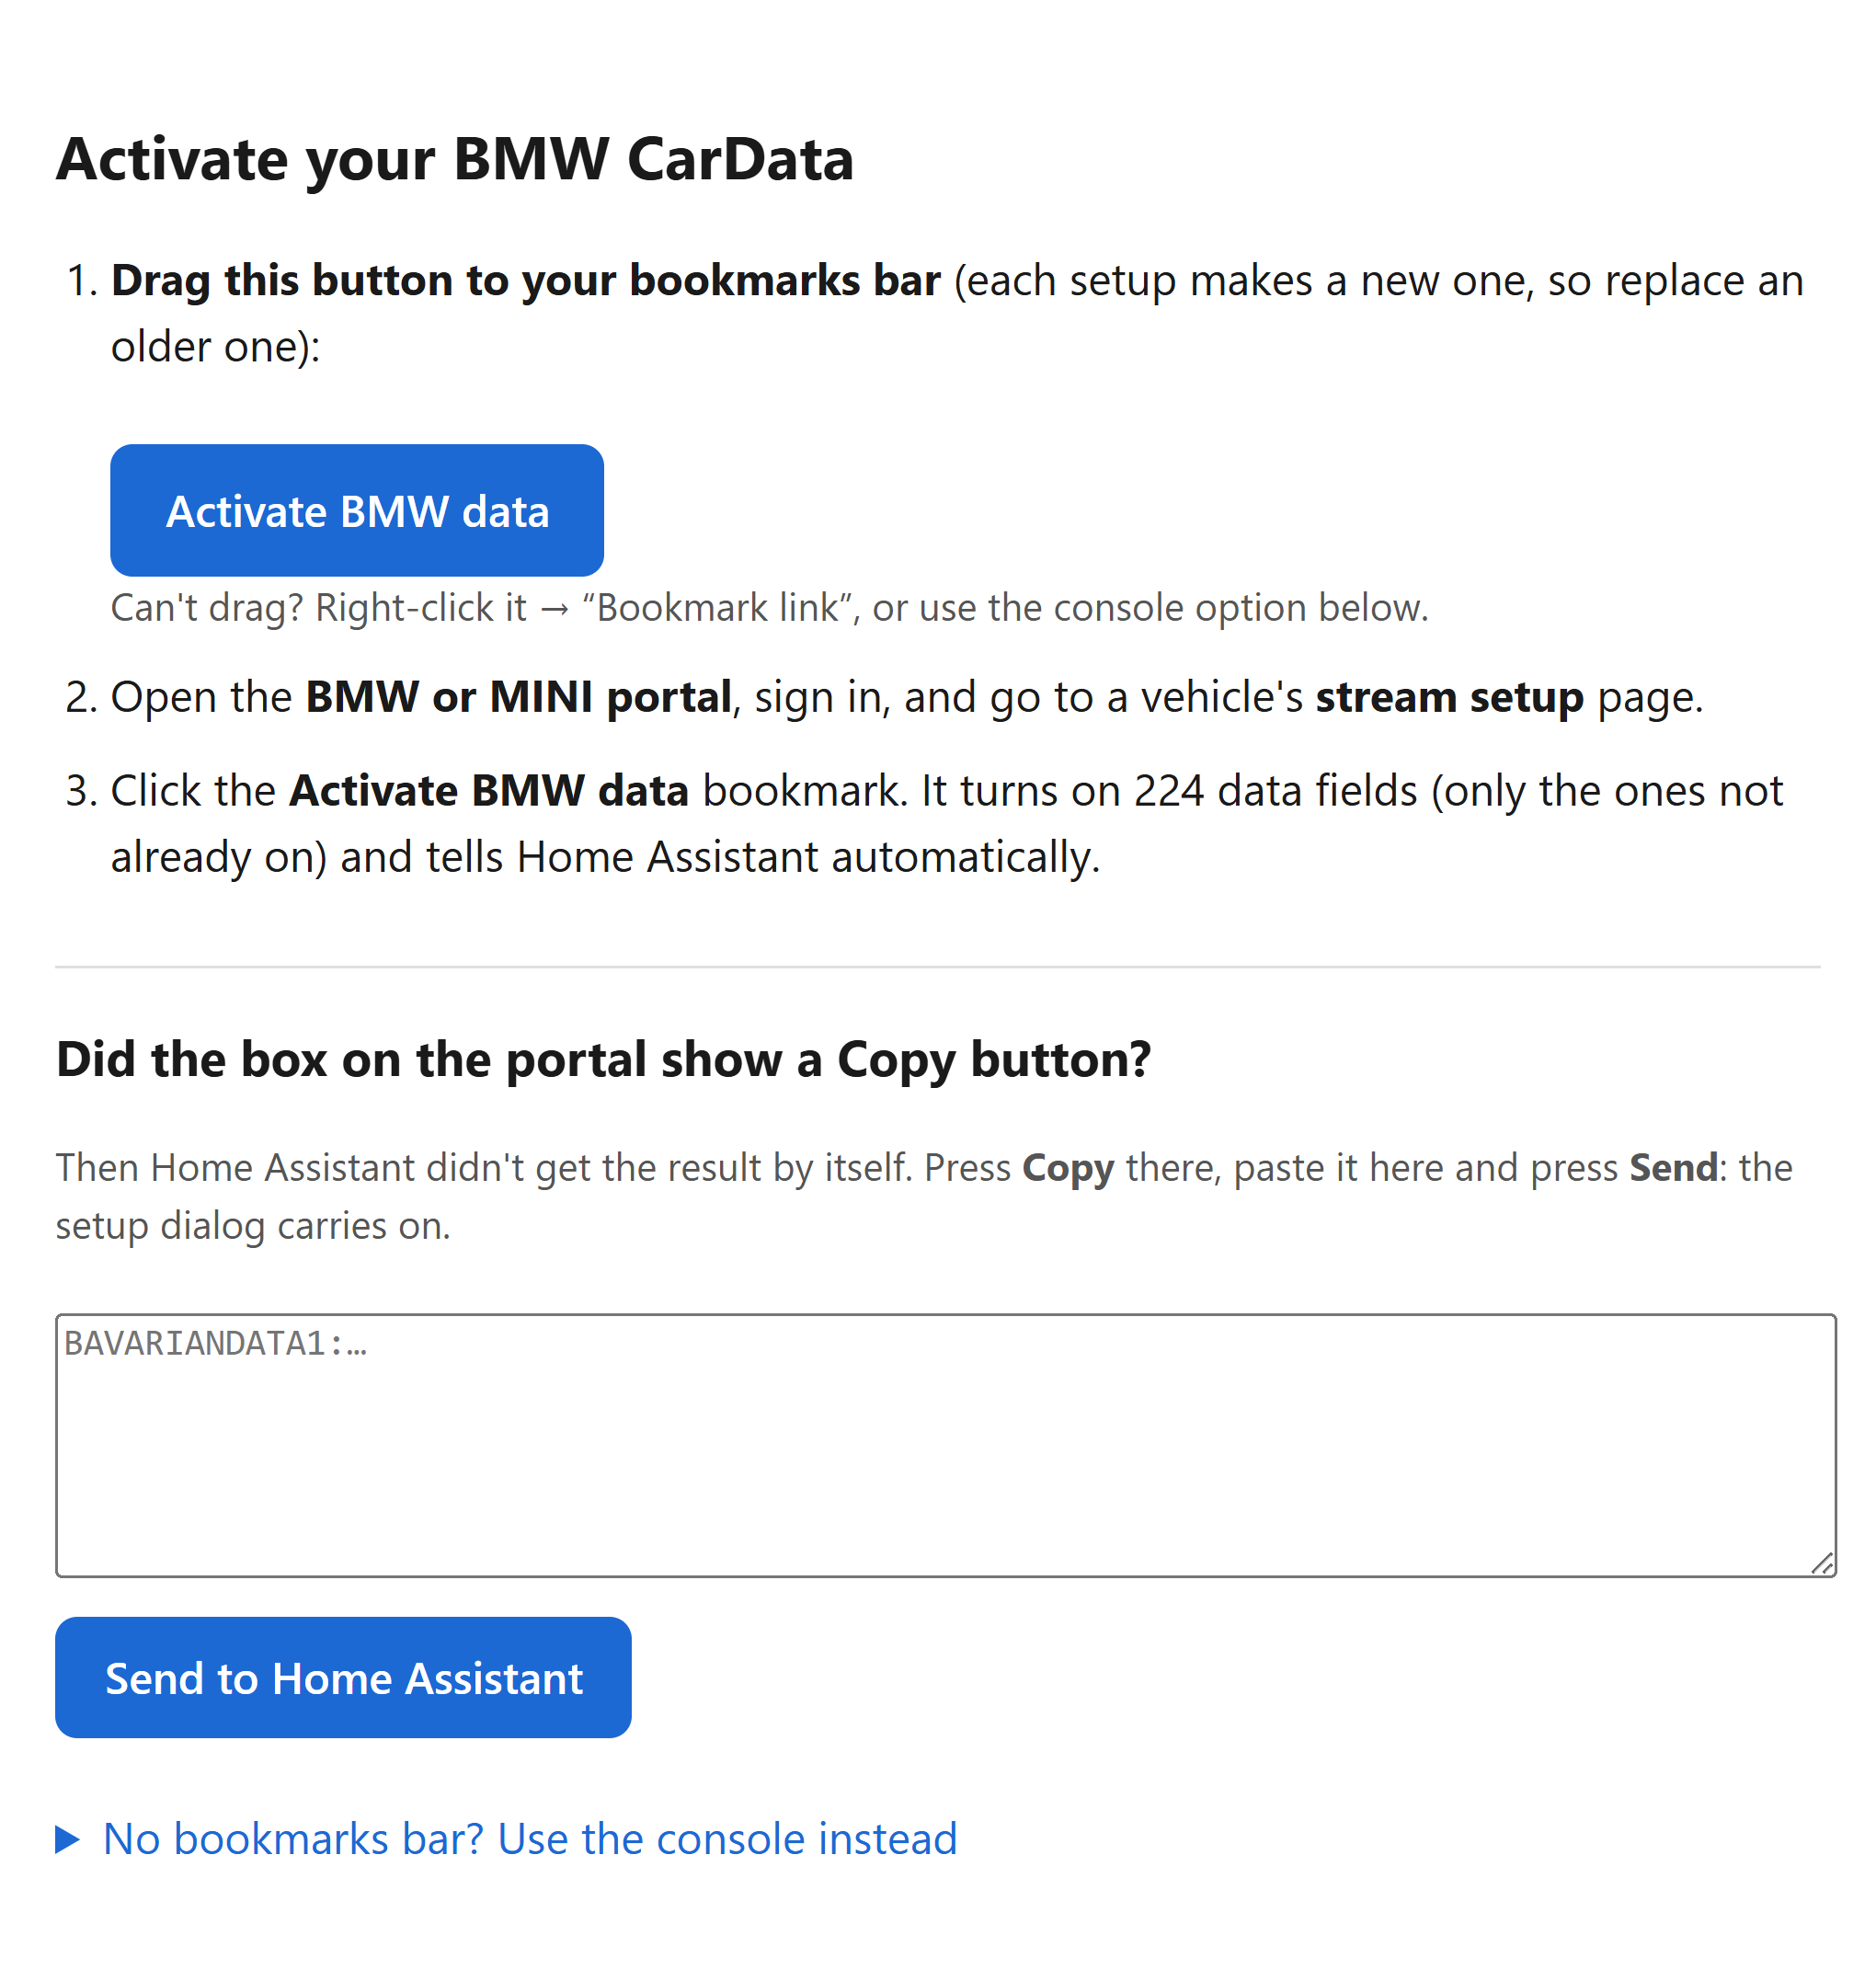 Activate your BMW CarData
1. Drag this button to your bookmarks bar (each setup makes a new one, so replace an
older one):
Activate BMW data
Can't drag? Right-click it → “Bookmark link”, or use the console option below.
2. Open the BMW or MINI portal, sign in, and go to a vehicle's stream setup page.
3. Click the Activate BMW data bookmark. It turns on 224 data fields (only the ones not
already on) and tells Home Assistant automatically.
Did the box on the portal show a Copy button?
Then Home Assistant didn't get the result by itself. Press Copy there, paste it here and press Send: the
setup dialog carries on.
BAVARIANDATA1:…
Send to Home Assistant
No bookmarks bar? Use the console instead